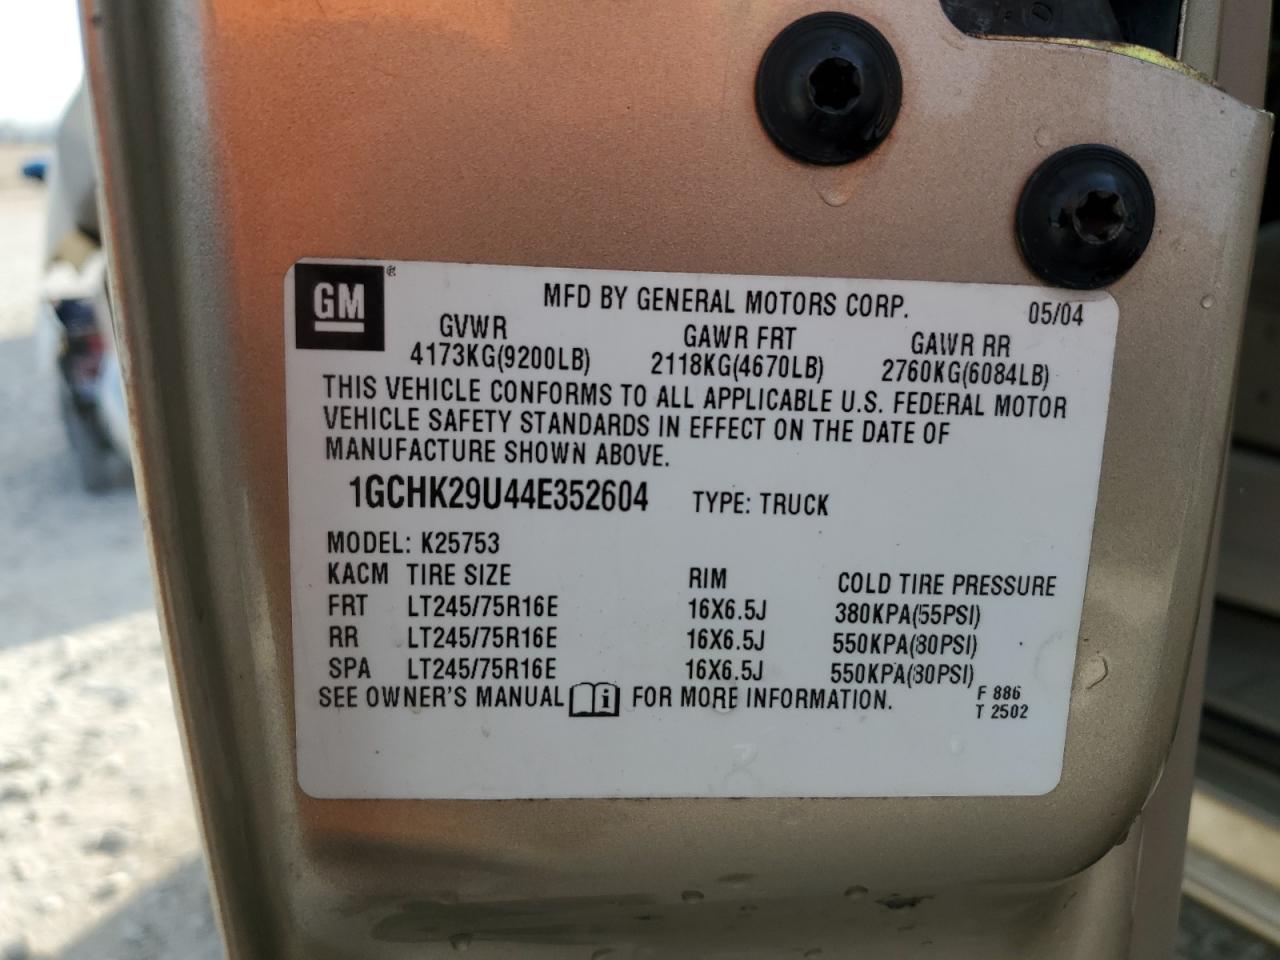 GM ®
MFD BY GENERAL MOTORS CORP. 05/04
GVWR GAWR FRT GAWR RR
4173KG(9200LB) 2118KG(4670LB) 2760KG(6084LB)
THIS VEHICLE CONFORMS TO ALL APPLICABLE U.S. FEDERAL MOTOR
VEHICLE SAFETY STANDARDS IN EFFECT ON THE DATE OF
MANUFACTURE SHOWN ABOVE.
1GCHK29U44E352604 TYPE: TRUCK
MODEL: K25753
KACM TIRE SIZE RIM COLD TIRE PRESSURE
FRT LT245/75R16E 16X6.5J 380KPA(55PSI)
RR LT245/75R16E 16X6.5J 550KPA(80PSI)
SPA LT245/75R16E 16X6.5J 550KPA(80PSI)
SEE OWNER'S MANUAL i FOR MORE INFORMATION.
F 886
T 2502